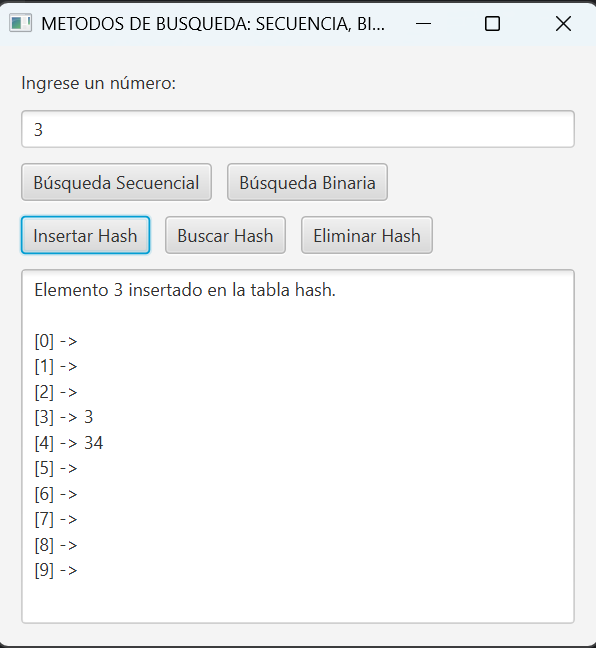 METODOS DE BUSQUEDA: SECUENCIA, BI...
Ingrese un número:
3
Búsqueda Secuencial Búsqueda Binaria
Insertar Hash Buscar Hash Eliminar Hash
Elemento 3 insertado en la tabla hash.
[0] ->
[1] ->
[2] ->
[3] -> 3
[4] -> 34
[5] ->
[6] ->
[7] ->
[8] ->
[9] ->